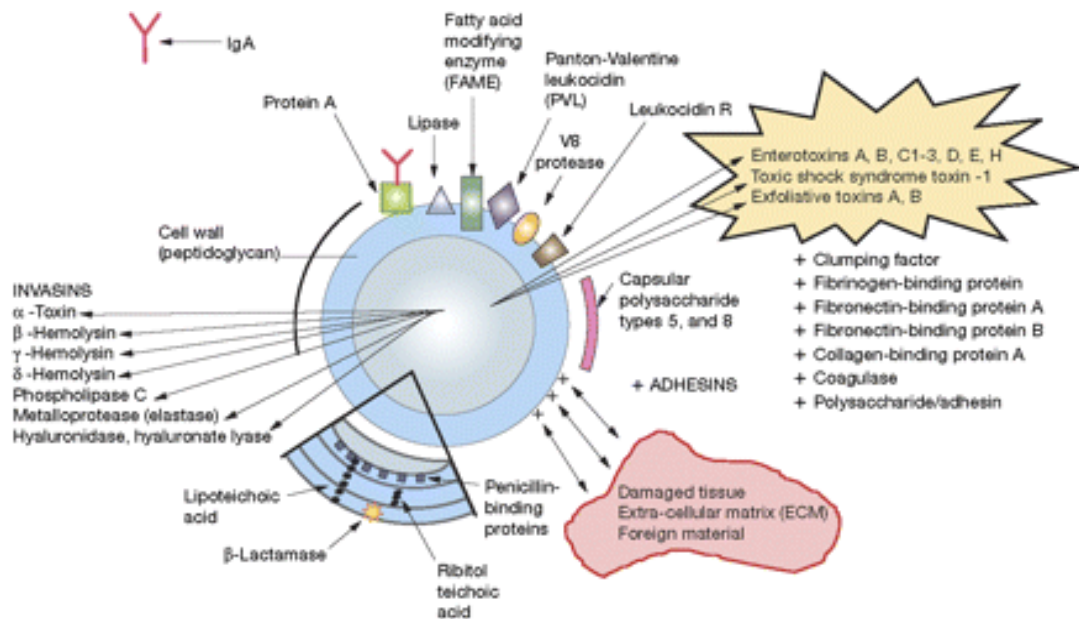 IgA
Fatty acid
modifying
enzyme
(FAME)
Panton-Valentine
leukocidin
(PVL)
Protein A
Lipase
Leukocidin R
V8
protease
Enterotoxins A, B, C1-3, D, E, H
Toxic shock syndrome toxin -1
Exfoliative toxins A, B
Cell wall
(peptidoglycan)
+ Clumping factor
+ Fibrinogen-binding protein
+ Fibronectin-binding protein A
+ Fibronectin-binding protein B
+ Collagen-binding protein A
+ Coagulase
+ Polysaccharide/adhesin
Capsular
polysaccharide
types 5, and 8
INVASINS
α -Toxin
β -Hemolysin
γ -Hemolysin
δ -Hemolysin
Phospholipase C
Metalloprotease (elastase)
Hyaluronidase, hyaluronate lyase
+ ADHESINS
+
+
+
Lipoteichoic
acid
Penicillin-
binding
proteins
β-Lactamase
Ribitol
teichoic
acid
Damaged tissue
Extra-cellular matrix (ECM)
Foreign material